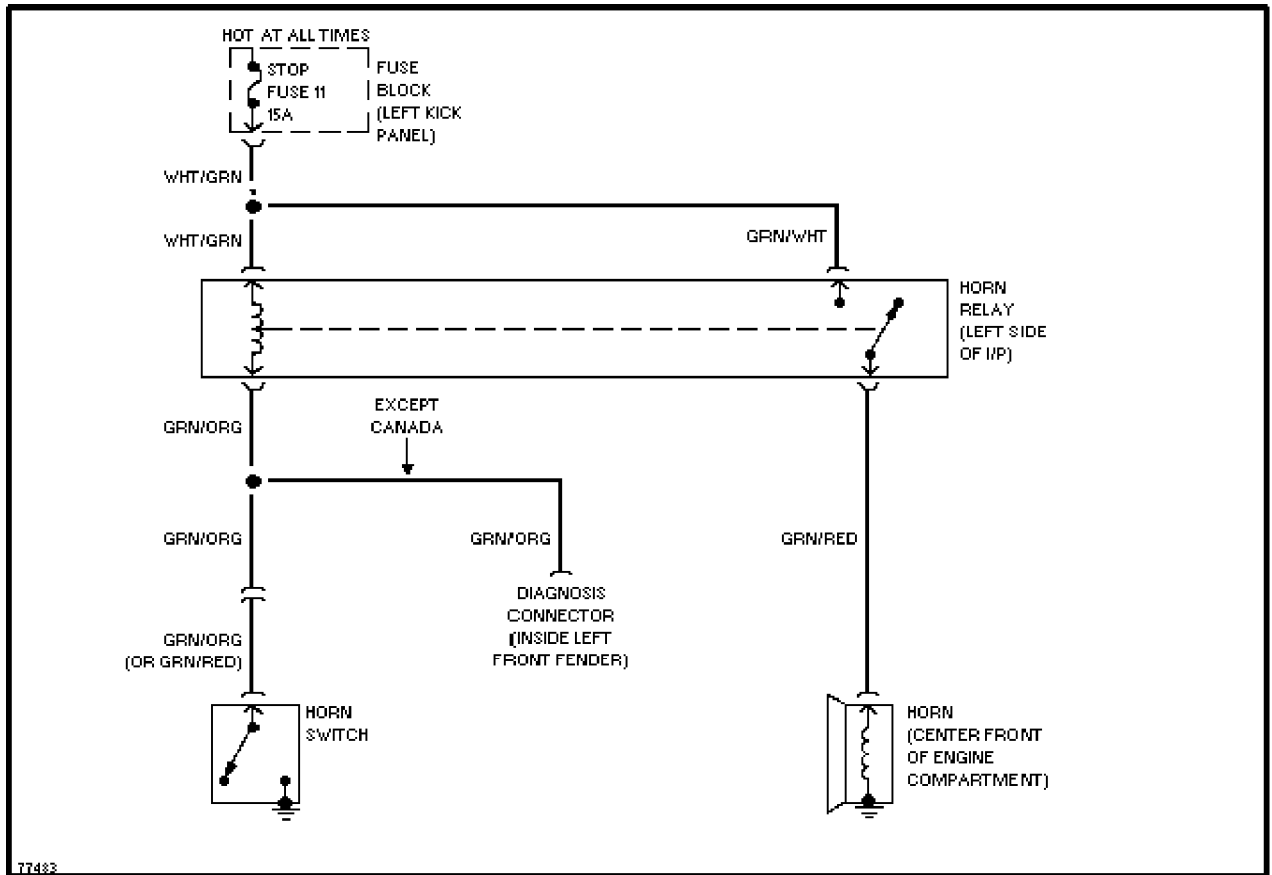 HOT AT ALL TIMES
STOP
FUSE 11
15A
FUSE
BLOCK
(LEFT KICK
PANEL)
WHT/GRN
WHT/GRN
GRN/WHT
HORN
RELAY
(LEFT SIDE
OF I/P)
GRN/ORG
EXCEPT
CANADA
GRN/ORG
GRN/ORG
GRN/RED
DIAGNOSIS
CONNECTOR
(INSIDE LEFT
FRONT FENDER)
GRN/ORG
(OR GRN/RED)
HORN
SWITCH
HORN
(CENTER FRONT
OF ENGINE
COMPARTMENT)
77483